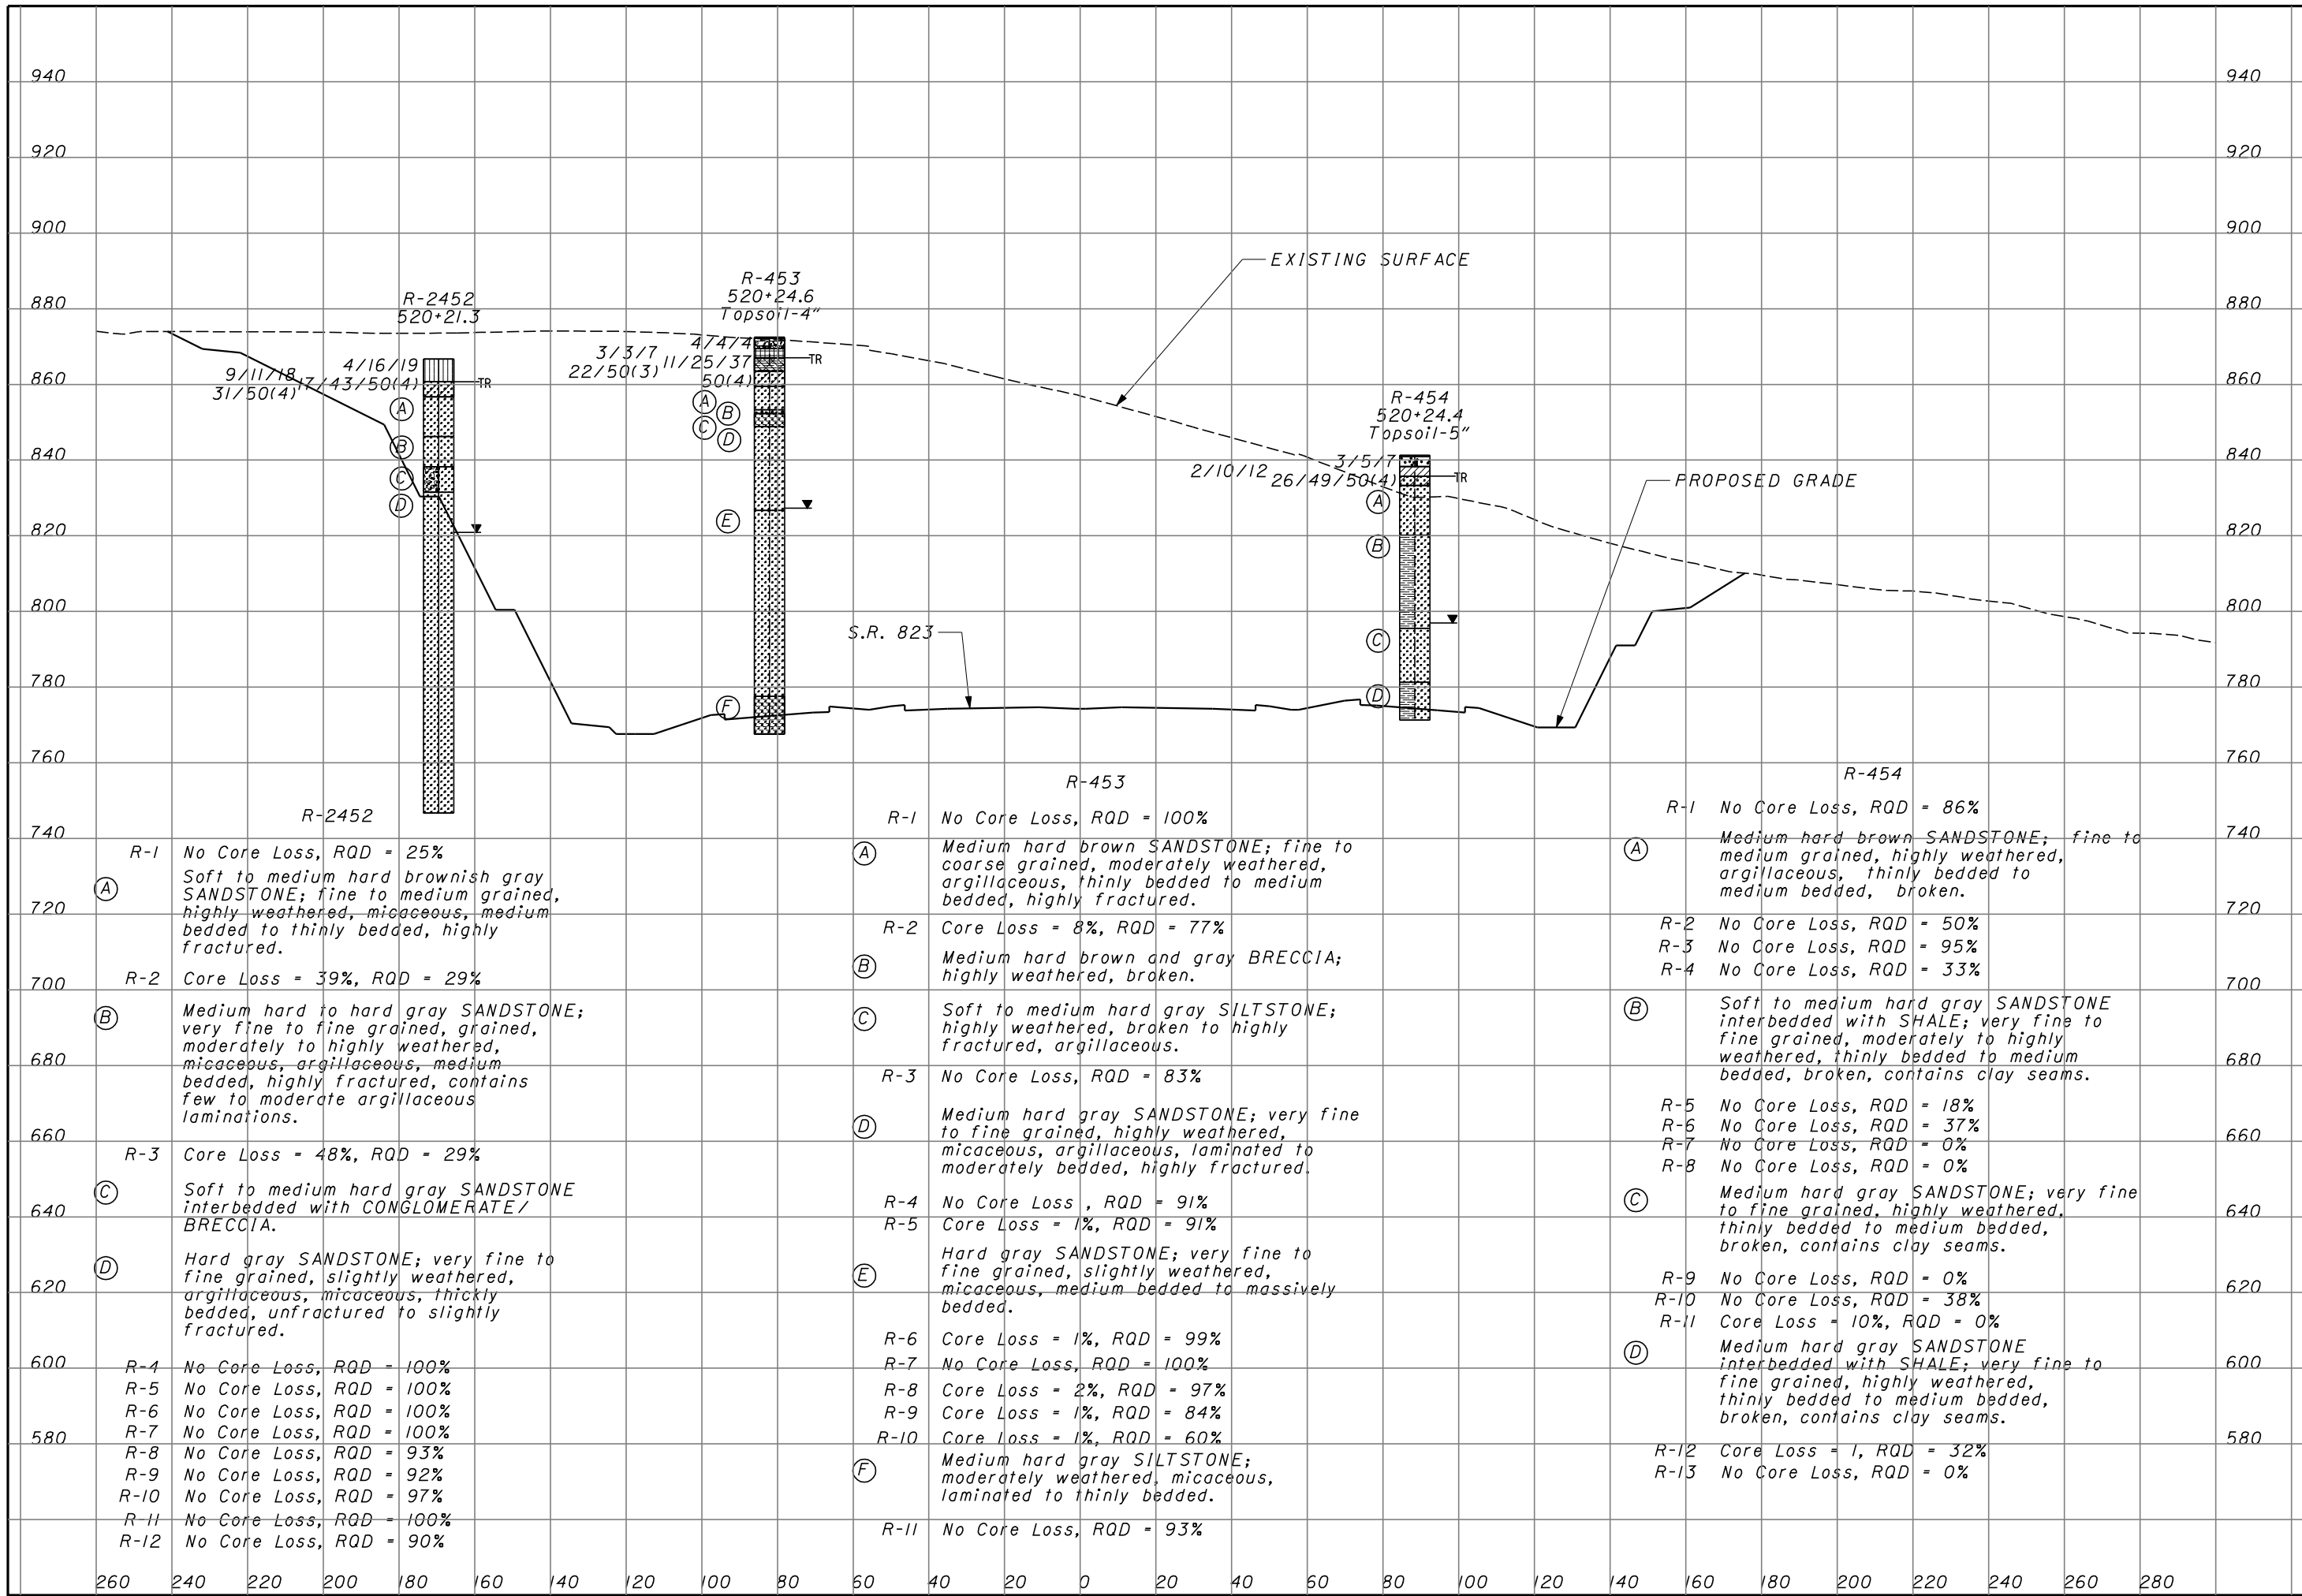 940 940
920 920
900 900
EXISTING SURFACE
R-453
520+24.6
Topsoil-4"
880 880
R-2452
520+21.3
4/4/4
3/3/7
11/25/37
22/50(3)
50(4)
TR
4/16/19
9/11/18
17/43/50(4)
31/50(4)
TR
860 860
R-454
520+24.4
Topsoil-5"
A
B
C
D
A
B
C
D
840 840
3/5/7
2/10/12
26/49/50(4)
TR
PROPOSED GRADE
A
E
820 820
B
800 800
S.R. 823
C
780 780
D
F
760 760
R-2452
R-1 No Core Loss, RQD = 25%
A
Soft to medium hard brownish gray
SANDSTONE; fine to medium grained,
highly weathered, micaceous, medium
bedded to thinly bedded, highly
fractured.
R-2 Core Loss = 39%, RQD = 29%
B
Medium hard to hard gray SANDSTONE;
very fine to fine grained, grained,
moderately to highly weathered,
micaceous, argillaceous, medium
bedded, highly fractured, contains
few to moderate argillaceous
laminations.
R-3 Core Loss = 48%, RQD = 29%
C
Soft to medium hard gray SANDSTONE
interbedded with CONGLOMERATE/
BRECCIA.
D
Hard gray SANDSTONE; very fine to
fine grained, slightly weathered,
argillaceous, micaceous, thickly
bedded, unfractured to slightly
fractured.
R-4 No Core Loss, RQD = 100%
R-5 No Core Loss, RQD = 100%
R-6 No Core Loss, RQD = 100%
R-7 No Core Loss, RQD = 100%
R-8 No Core Loss, RQD = 93%
R-9 No Core Loss, RQD = 92%
R-10 No Core Loss, RQD = 97%
R-11 No Core Loss, RQD = 100%
R-12 No Core Loss, RQD = 90%
R-453
R-1 No Core Loss, RQD = 100%
A
Medium hard brown SANDSTONE; fine to
coarse grained, moderately weathered,
argillaceous, thinly bedded to medium
bedded, highly fractured.
R-2 Core Loss = 8%, RQD = 77%
B
Medium hard brown and gray BRECCIA;
highly weathered, broken.
C
Soft to medium hard gray SILTSTONE;
highly weathered, broken to highly
fractured, argillaceous.
R-3 No Core Loss, RQD = 83%
D
Medium hard gray SANDSTONE; very fine
to fine grained, highly weathered,
micaceous, argillaceous, laminated to
moderately bedded, highly fractured.
R-4 No Core Loss , RQD = 91%
R-5 Core Loss = 1%, RQD = 91%
E
Hard gray SANDSTONE; very fine to
fine grained, slightly weathered,
micaceous, medium bedded to massively
bedded.
R-6 Core Loss = 1%, RQD = 99%
R-7 No Core Loss, RQD = 100%
R-8 Core Loss = 2%, RQD = 97%
R-9 Core Loss = 1%, RQD = 84%
R-10 Core Loss = 1%, RQD = 60%
F
Medium hard gray SILTSTONE;
moderately weathered, micaceous,
laminated to thinly bedded.
R-11 No Core Loss, RQD = 93%
R-454
R-1 No Core Loss, RQD = 86%
A
Medium hard brown SANDSTONE; fine to
medium grained, highly weathered,
argillaceous, thinly bedded to
medium bedded, broken.
R-2 No Core Loss, RQD = 50%
R-3 No Core Loss, RQD = 95%
R-4 No Core Loss, RQD = 33%
B
Soft to medium hard gray SANDSTONE
interbedded with SHALE; very fine to
fine grained, moderately to highly
weathered, thinly bedded to medium
bedded, broken, contains clay seams.
R-5 No Core Loss, RQD = 18%
R-6 No Core Loss, RQD = 37%
R-7 No Core Loss, RQD = 0%
R-8 No Core Loss, RQD = 0%
C
Medium hard gray SANDSTONE; very fine
to fine grained, highly weathered,
thinly bedded to medium bedded,
broken, contains clay seams.
R-9 No Core Loss, RQD = 0%
R-10 No Core Loss, RQD = 38%
R-11 Core Loss = 10%, RQD = 0%
D
Medium hard gray SANDSTONE
interbedded with SHALE; very fine to
fine grained, highly weathered,
thinly bedded to medium bedded,
broken, contains clay seams.
R-12 Core Loss = 1, RQD = 32%
R-13 No Core Loss, RQD = 0%
740 740
720 720
700 700
680 680
660 660
640 640
620 620
600 600
580 580
260 240 220 200 180 160 140 120 100 80 60 40 20 0 20 40 60 80 100 120 140 160 180 200 220 240 260 280